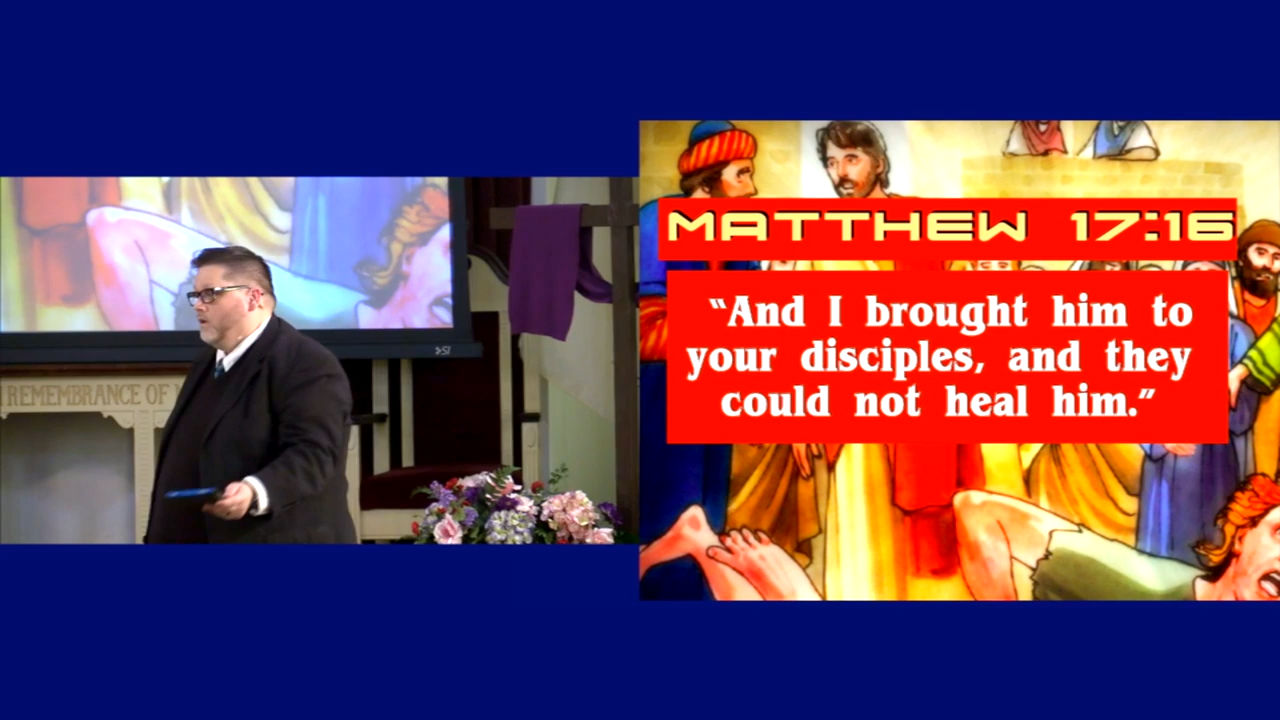 REMEMBRANCE OF
MATTHEW 17:16
“And I brought him to
your disciples, and they
could not heal him.”